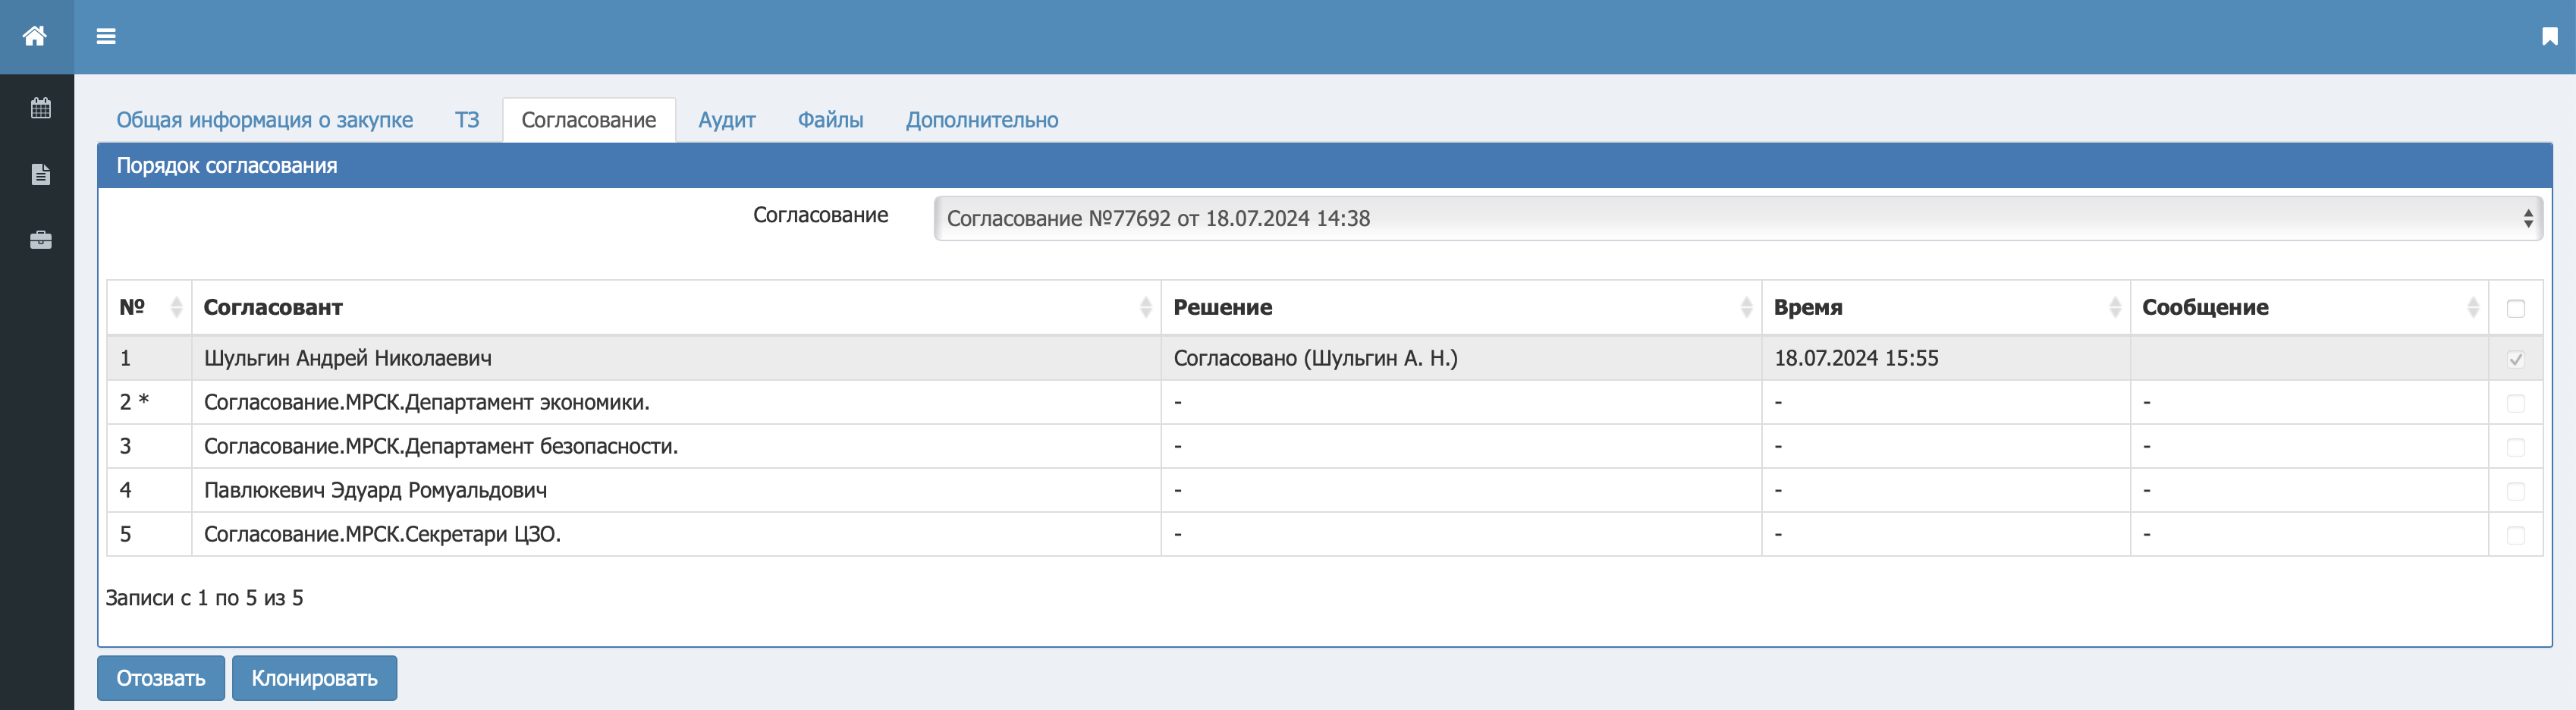 Общая информация о закупке ТЗ Согласование Аудит Файлы Дополнительно
Порядок согласования
Согласование Согласование №77692 от 18.07.2024 14:38
№ Согласовант Решение Время Сообщение
1 Шульгин Андрей Николаевич Согласовано (Шульгин А. Н.) 18.07.2024 15:55
2 * Согласование.МРСК.Департамент экономики. - - -
3 Согласование.МРСК.Департамент безопасности. - - -
4 Павлюкевич Эдуард Ромуальдович - - -
5 Согласование.МРСК.Секретари ЦЗО. - - -
Записи с 1 по 5 из 5
Отозвать Клонировать